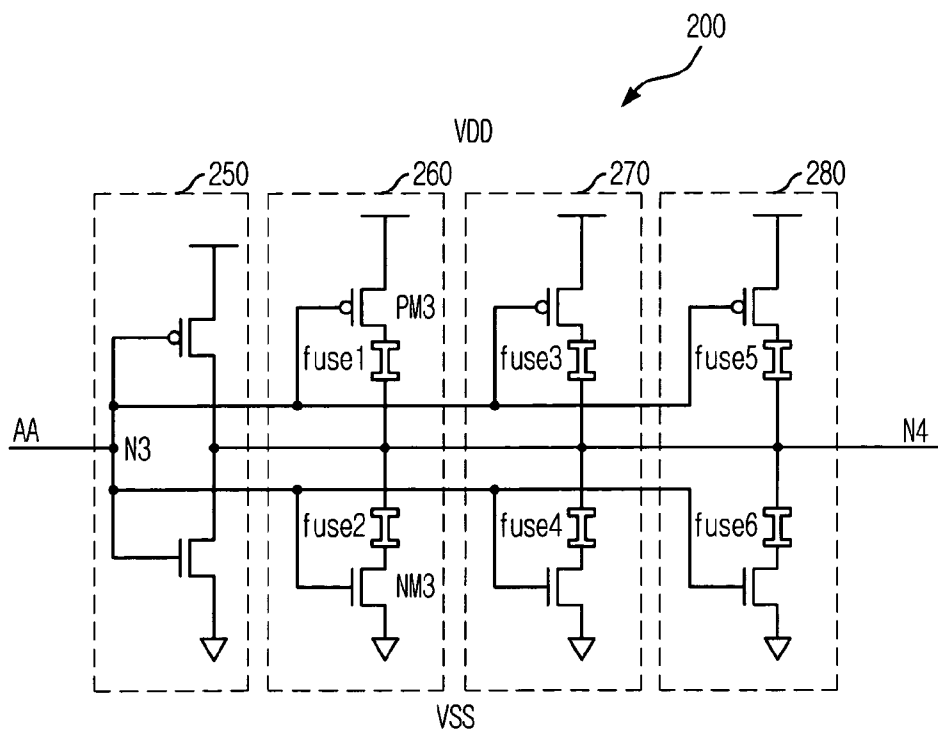 200
VDD
250
260
270
280
PM3
fuse1
fuse3
fuse5
AA
N3
N4
fuse2
fuse4
fuse6
NM3
VSS